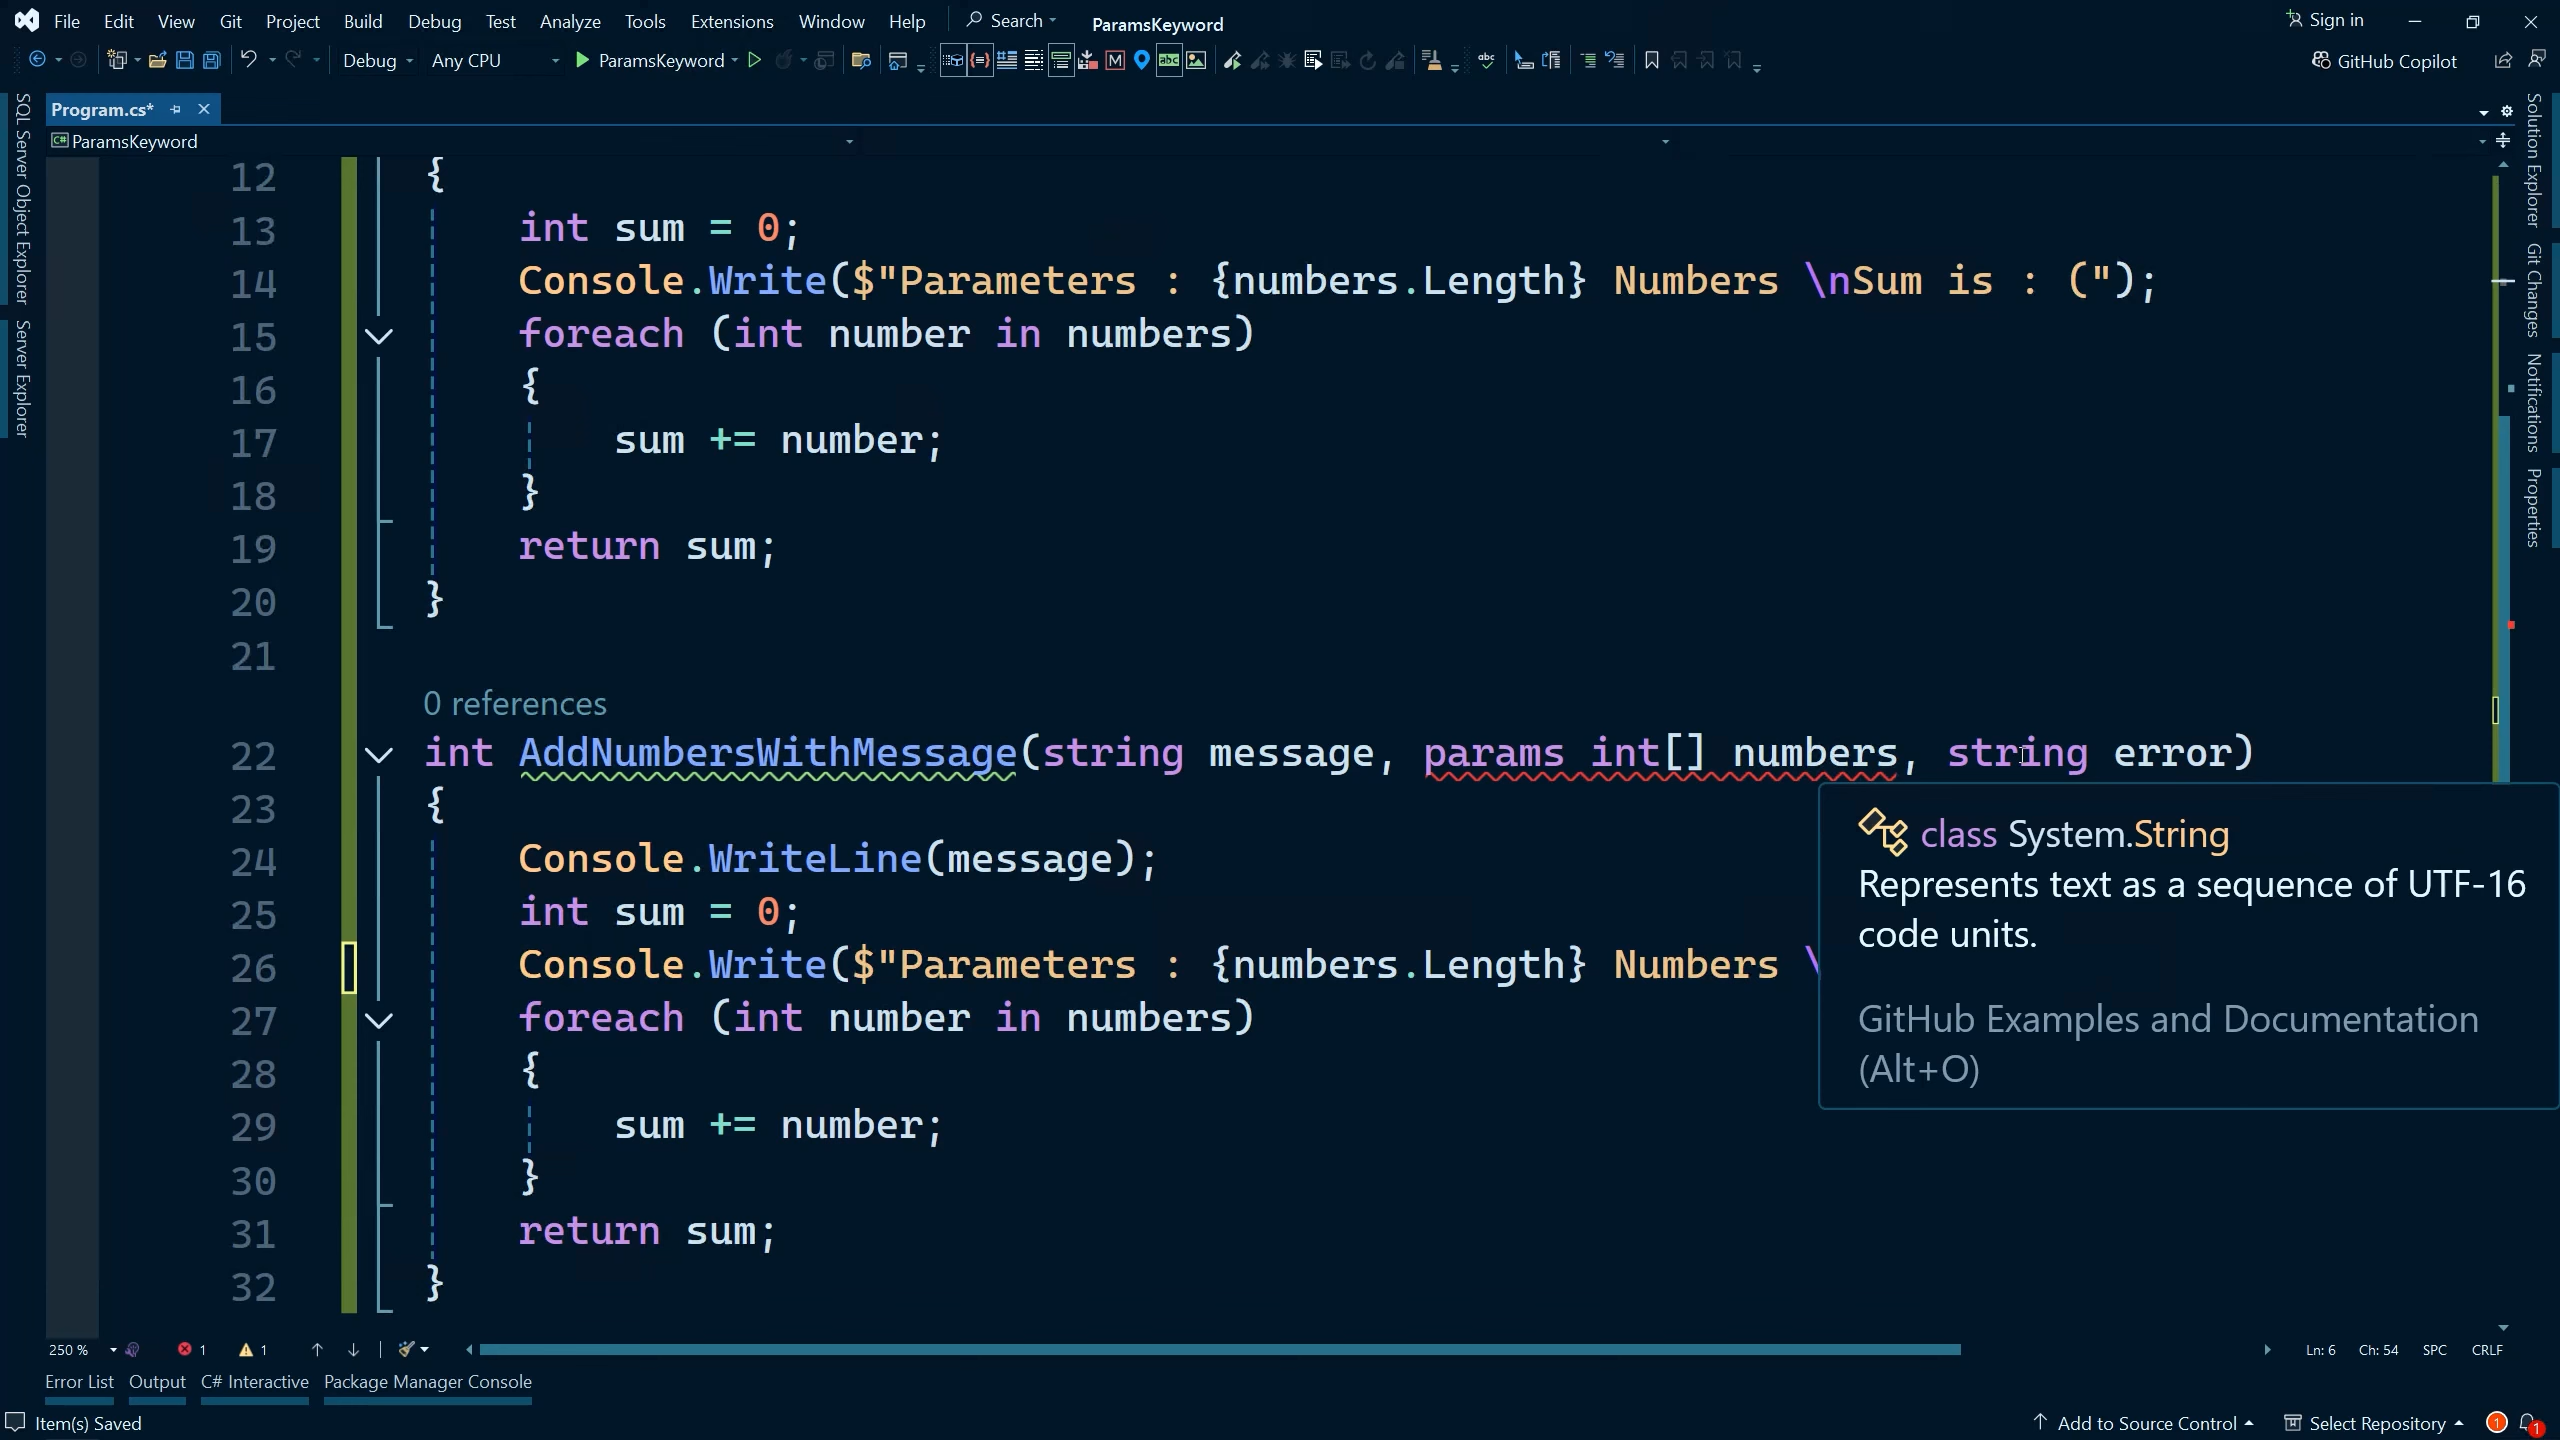 File Edit View Git Project Build Debug Test Analyze Tools Extensions Window Help Search ParamsKeyword Sign in
Debug Any CPU ParamsKeyword GitHub Copilot
Program.cs*
C# ParamsKeyword
SQL Server Object Explorer
Server Explorer
Solution Explorer
Git Changes
Notifications
Properties
12 {
13 int sum = 0;
14 Console.Write($"Parameters : {numbers.Length} Numbers \nSum is : (");
15 foreach (int number in numbers)
16 {
17 sum += number;
18 }
19 return sum;
20 }
21
0 references
22 int AddNumbersWithMessage(string message, params int[] numbers, string error)
23 {
24 Console.WriteLine(message);
25 int sum = 0;
26 Console.Write($"Parameters : {numbers.Length} Numbers \
27 foreach (int number in numbers)
28 {
29 sum += number;
30 }
31 return sum;
32 }
class System.String
Represents text as a sequence of UTF-16
code units.
GitHub Examples and Documentation
(Alt+O)
250 % 1 1 Ln: 6 Ch: 54 SPC CRLF
Error List Output C# Interactive Package Manager Console
Item(s) Saved Add to Source Control Select Repository 1 1